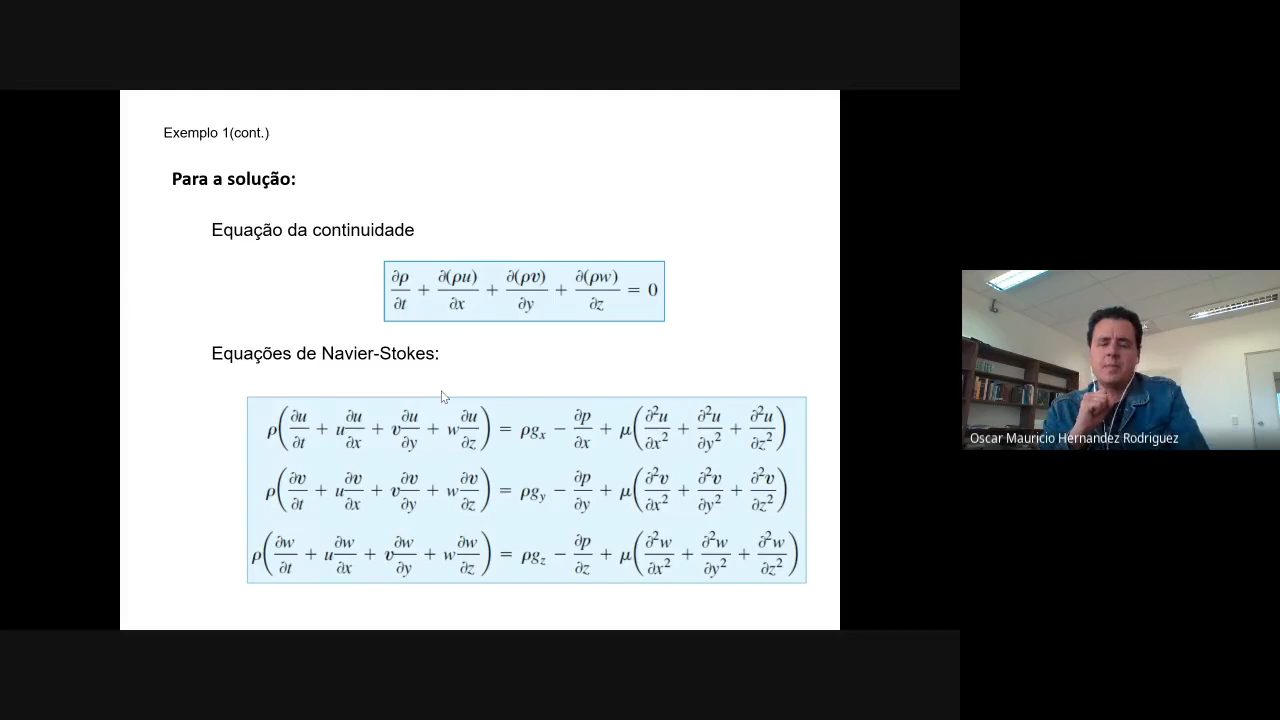 Exemplo 1(cont.)
Para a solução:
Equação da continuidade
∂ρ/∂t + ∂(ρu)/∂x + ∂(ρv)/∂y + ∂(ρw)/∂z = 0
Equações de Navier-Stokes:
ρ(∂u/∂t + u∂u/∂x + v∂u/∂y + w∂u/∂z) = ρgₓ − ∂p/∂x + μ(∂²u/∂x² + ∂²u/∂y² + ∂²u/∂z²)
ρ(∂v/∂t + u∂v/∂x + v∂v/∂y + w∂v/∂z) = ρg_y − ∂p/∂y + μ(∂²v/∂x² + ∂²v/∂y² + ∂²v/∂z²)
ρ(∂w/∂t + u∂w/∂x + v∂w/∂y + w∂w/∂z) = ρg_z − ∂p/∂z + μ(∂²w/∂x² + ∂²w/∂y² + ∂²w/∂z²)
Oscar Mauricio Hernandez Rodriguez